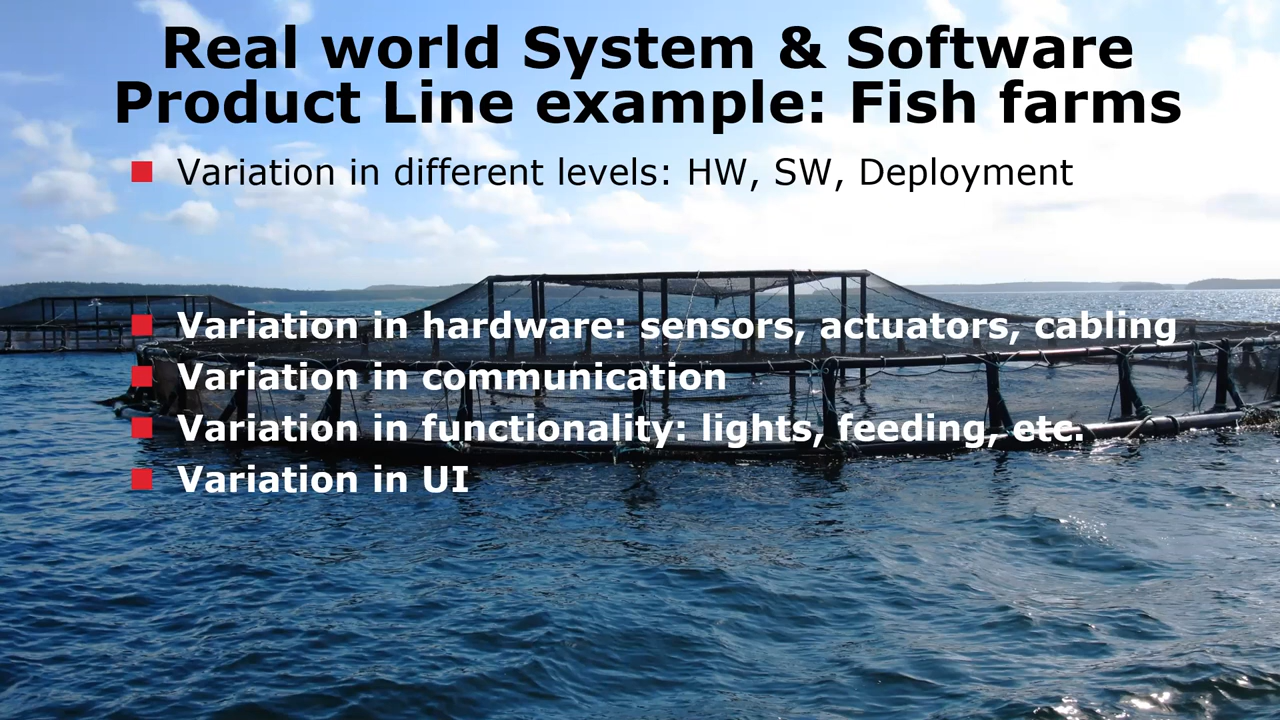 Real world System & Software
Product Line example: Fish farms
Variation in different levels: HW, SW, Deployment
Variation in hardware: sensors, actuators, cabling
Variation in communication
Variation in functionality: lights, feeding, etc.
Variation in UI